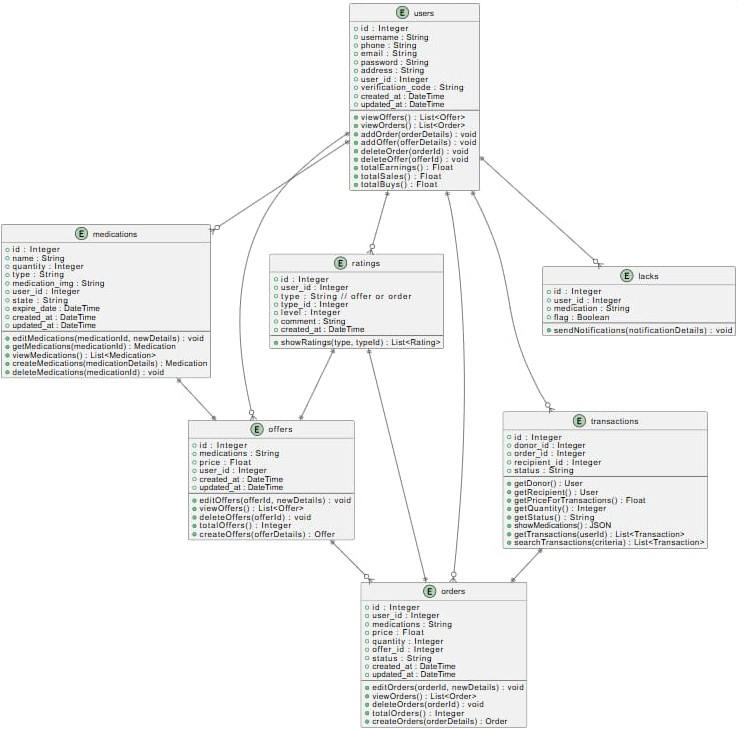 E users
id : Integer
username : String
phone : String
email : String
password : String
address : String
user_id : Integer
verification_code : String
created_at : DateTime
updated_at : DateTime
viewOffers() : List<Offer>
viewOrders() : List<Order>
addOrder(orderDetails) : void
addOffer(offerDetails) : void
deleteOrder(orderId) : void
deleteOffer(offerId) : void
totalEarnings() : Float
totalSales() : Float
totalBuys() : Float
E medications
id : Integer
name : String
quantity : Integer
type : String
medication_img : String
user_id : Integer
state : String
expire_date : DateTime
created_at : DateTime
updated_at : DateTime
editMedications(medicationId, newDetails) : void
getMedications(medicationId) : Medication
viewMedications() : List<Medication>
createMedications(medicationDetails) : Medication
deleteMedications(medicationId) : void
E ratings
id : Integer
user_id : Integer
type : String // offer or order
type_id : Integer
level : Integer
comment : String
created_at : DateTime
showRatings(type, typeId) : List<Rating>
E lacks
id : Integer
user_id : Integer
medication : String
flag : Boolean
sendNotifications(notificationDetails) : void
E offers
id : Integer
medications : String
price : Float
user_id : Integer
created_at : DateTime
updated_at : DateTime
editOffers(offerId, newDetails) : void
viewOffers() : List<Offer>
deleteOffers(offerId) : void
totalOffers() : Integer
createOffers(offerDetails) : Offer
E transactions
id : Integer
donor_id : Integer
order_id : Integer
recipient_id : Integer
status : String
getDonor() : User
getRecipient() : User
getPriceForTransactions() : Float
getQuantity() : Integer
getStatus() : String
showMedications() : JSON
getTransactions(userId) : List<Transaction>
searchTransactions(criteria) : List<Transaction>
E orders
id : Integer
user_id : Integer
medications : String
price : Float
quantity : Integer
offer_id : Integer
status : String
created_at : DateTime
updated_at : DateTime
editOrders(orderId, newDetails) : void
viewOrders() : List<Order>
deleteOrders(orderId) : void
totalOrders() : Integer
createOrders(orderDetails) : Order